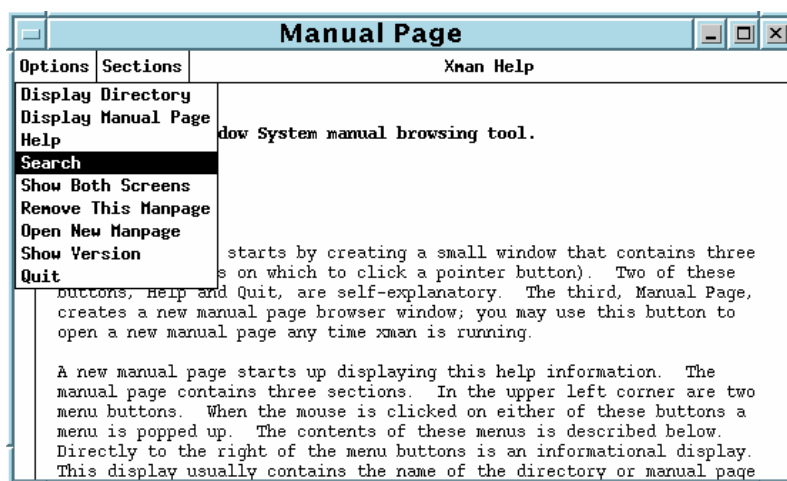 Manual Page
Options Sections Xman Help
Display Directory
Display Manual Page
Help
dow System manual browsing tool.
Search
Show Both Screens
Remove This Manpage
Open New Manpage
Show Version
starts by creating a small window that contains three
s on which to click a pointer button). Two of these
Quit
buttons, Help and Quit, are self-explanatory. The third, Manual Page,
creates a new manual page browser window; you may use this button to
open a new manual page any time xman is running.
A new manual page starts up displaying this help information. The
manual page contains three sections. In the upper left corner are two
menu buttons. When the mouse is clicked on either of these buttons a
menu is popped up. The contents of these menus is described below.
Directly to the right of the menu buttons is an informational display.
This display usually contains the name of the directory or manual page